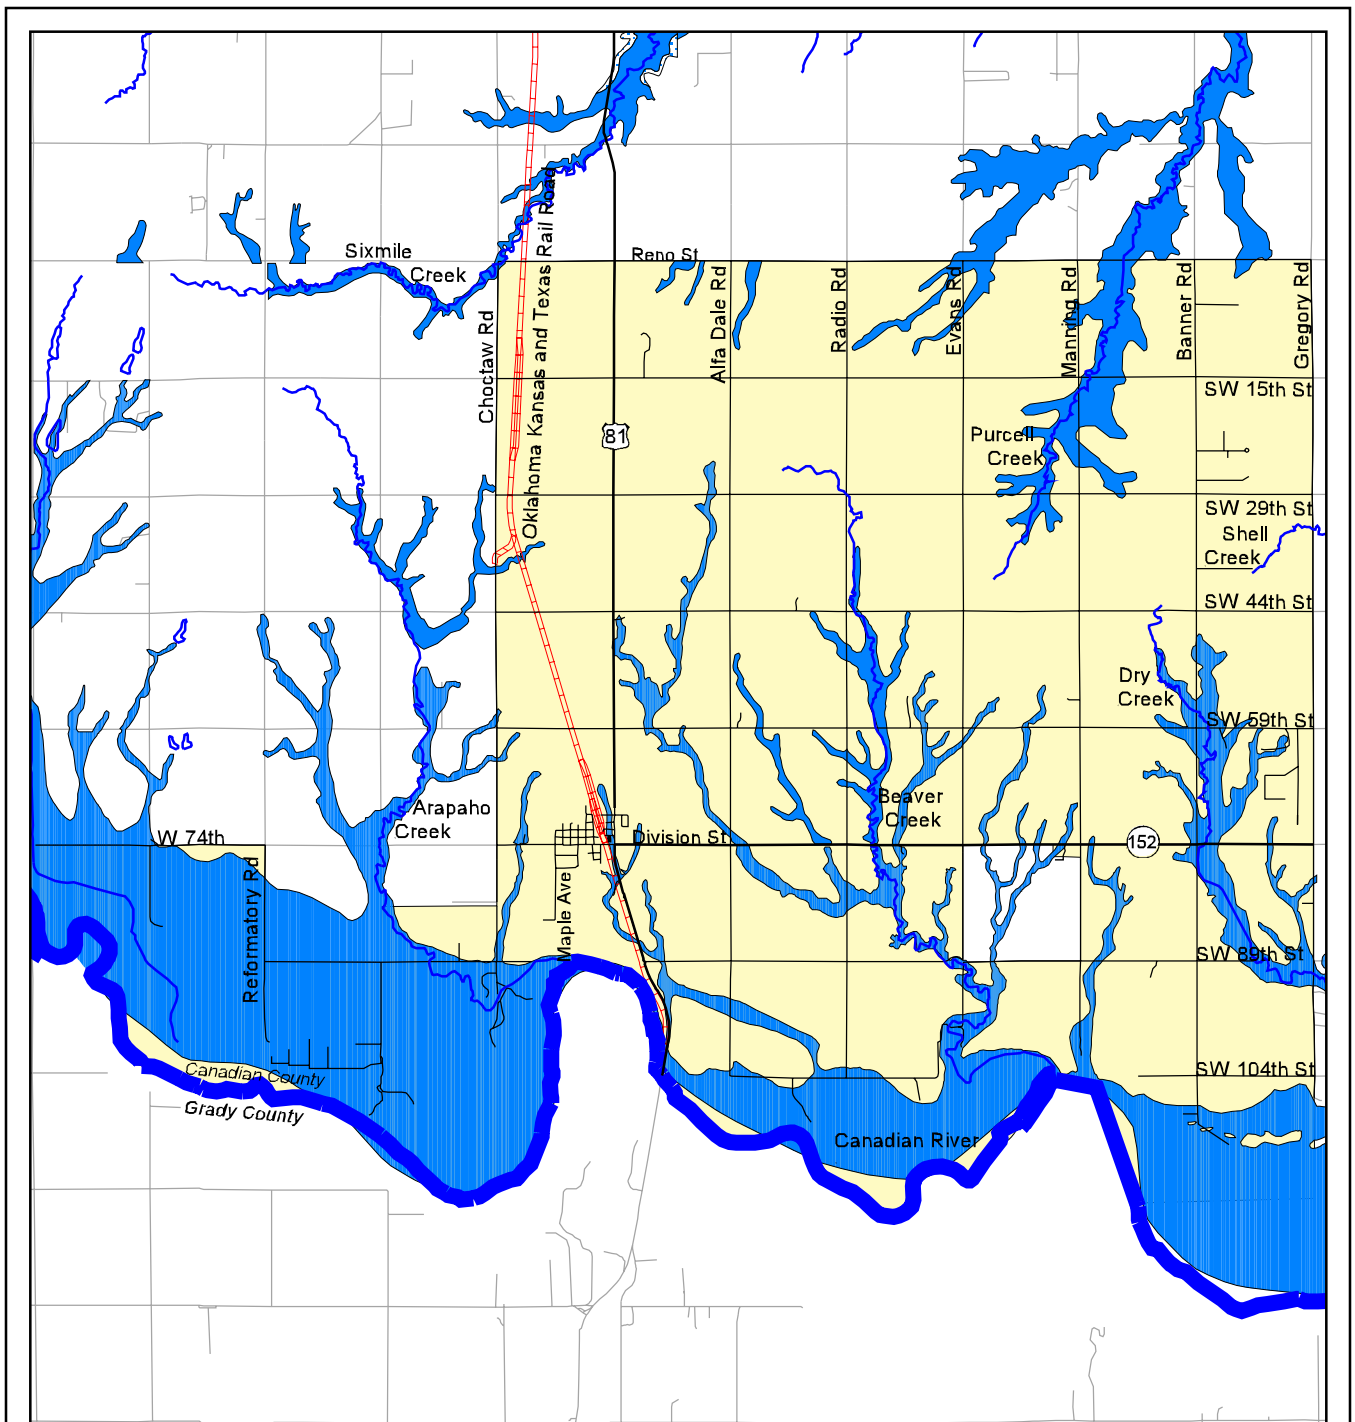 Sixmile
Creek
Reno St
Choctaw Rd
Oklahoma Kansas and Texas Rail Road
Alfa Dale Rd
Radio Rd
Evans Rd
Manning Rd
Banner Rd
Gregory Rd
SW 15th St
81
Purcell
Creek
SW 29th St
Shell
Creek
SW 44th St
Dry
Creek
SW 59th St
Arapaho
Creek
Beaver
Creek
W 74th
Division St
152
Reformatory Rd
Maple Ave
SW 89th St
SW 104th St
Canadian County
Grady County
Canadian River